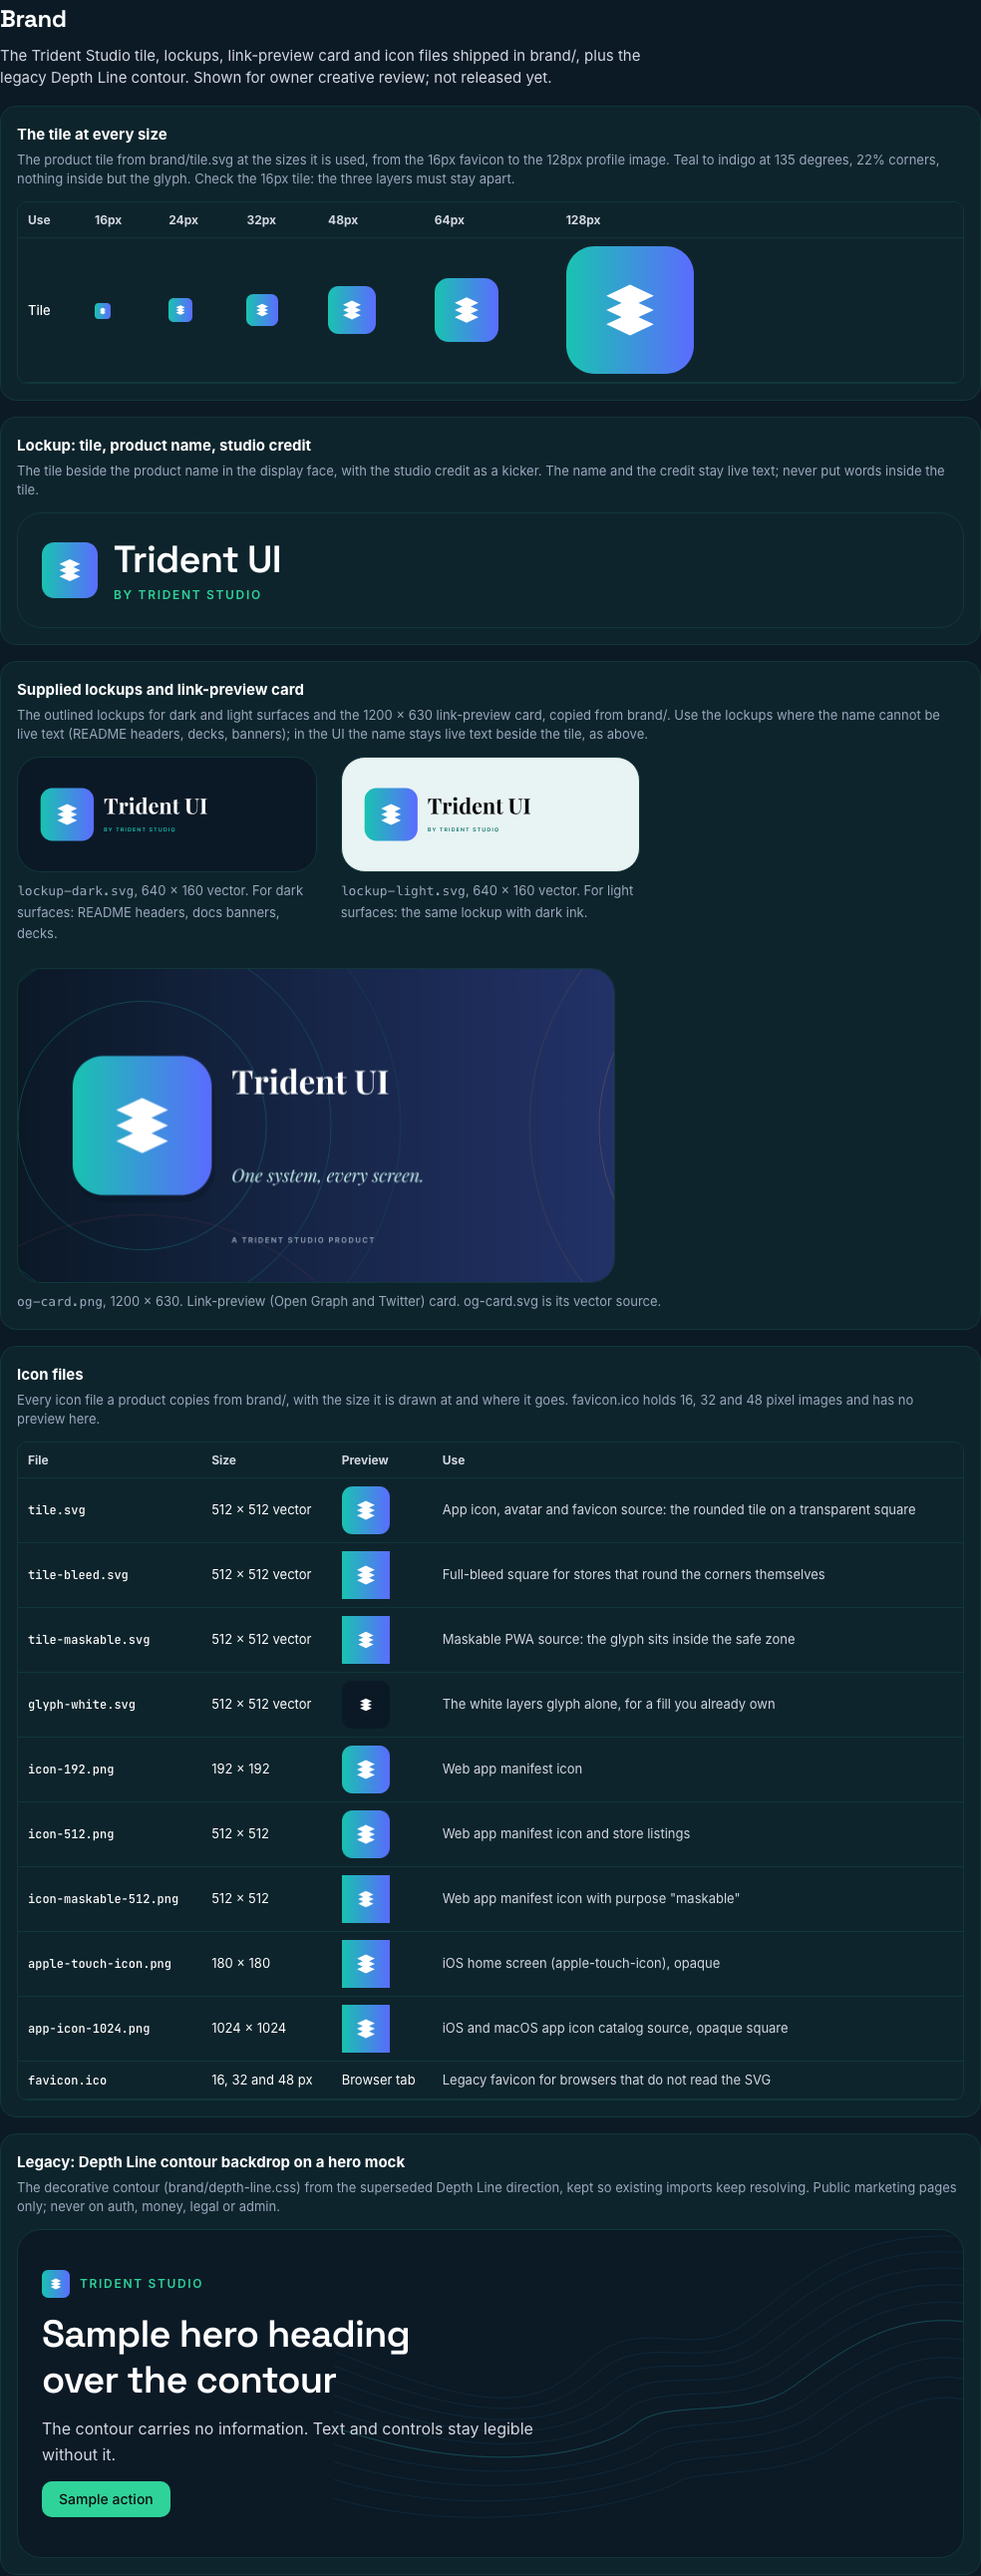 Brand
The Trident Studio tile, lockups, link-preview card and icon files shipped in brand/, plus the
legacy Depth Line contour. Shown for owner creative review; not released yet.
The tile at every size
The product tile from brand/tile.svg at the sizes it is used, from the 16px favicon to the 128px profile image. Teal to indigo at 135 degrees, 22% corners,
nothing inside but the glyph. Check the 16px tile: the three layers must stay apart.
Use 16px 24px 32px 48px 64px 128px
Tile
Lockup: tile, product name, studio credit
The tile beside the product name in the display face, with the studio credit as a kicker. The name and the credit stay live text; never put words inside the
tile.
Trident UI
BY TRIDENT STUDIO
Supplied lockups and link-preview card
The outlined lockups for dark and light surfaces and the 1200 × 630 link-preview card, copied from brand/. Use the lockups where the name cannot be
live text (README headers, decks, banners); in the UI the name stays live text beside the tile, as above.
Trident UI
BY TRIDENT STUDIO
lockup-dark.svg, 640 × 160 vector. For dark
surfaces: README headers, docs banners,
decks.
Trident UI
BY TRIDENT STUDIO
lockup-light.svg, 640 × 160 vector. For light
surfaces: the same lockup with dark ink.
Trident UI
One system, every screen.
A TRIDENT STUDIO PRODUCT
og-card.png, 1200 × 630. Link-preview (Open Graph and Twitter) card. og-card.svg is its vector source.
Icon files
Every icon file a product copies from brand/, with the size it is drawn at and where it goes. favicon.ico holds 16, 32 and 48 pixel images and has no
preview here.
File Size Preview Use
tile.svg 512 × 512 vector App icon, avatar and favicon source: the rounded tile on a transparent square
tile-bleed.svg 512 × 512 vector Full-bleed square for stores that round the corners themselves
tile-maskable.svg 512 × 512 vector Maskable PWA source: the glyph sits inside the safe zone
glyph-white.svg 512 × 512 vector The white layers glyph alone, for a fill you already own
icon-192.png 192 × 192 Web app manifest icon
icon-512.png 512 × 512 Web app manifest icon and store listings
icon-maskable-512.png 512 × 512 Web app manifest icon with purpose "maskable"
apple-touch-icon.png 180 × 180 iOS home screen (apple-touch-icon), opaque
app-icon-1024.png 1024 × 1024 iOS and macOS app icon catalog source, opaque square
favicon.ico 16, 32 and 48 px Browser tab Legacy favicon for browsers that do not read the SVG
Legacy: Depth Line contour backdrop on a hero mock
The decorative contour (brand/depth-line.css) from the superseded Depth Line direction, kept so existing imports keep resolving. Public marketing pages
only; never on auth, money, legal or admin.
TRIDENT STUDIO
Sample hero heading
over the contour
The contour carries no information. Text and controls stay legible
without it.
Sample action